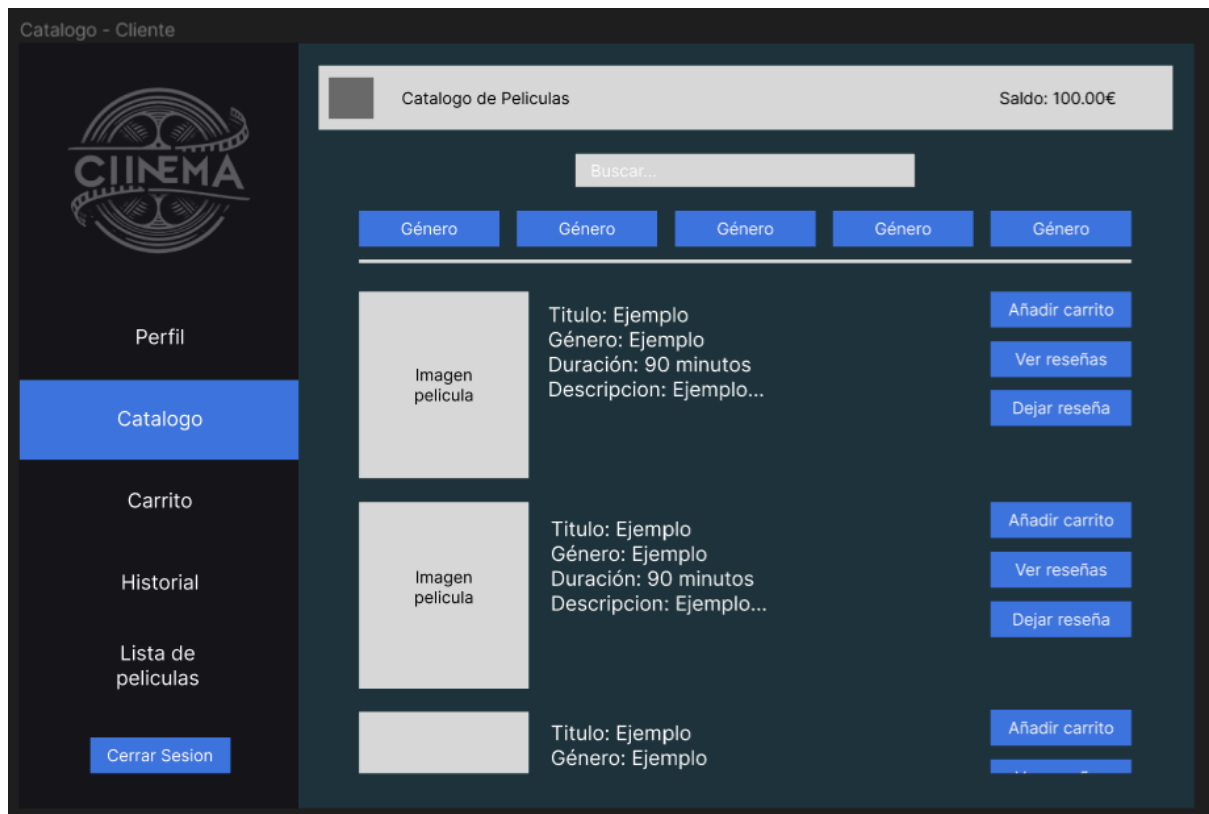 Catalogo - Cliente
CIINEMA
Perfil
Catalogo
Carrito
Historial
Lista de
peliculas
Cerrar Sesion
Catalogo de Peliculas
Saldo: 100.00€
Buscar...
Género
Género
Género
Género
Género
Imagen
pelicula
Titulo: Ejemplo
Género: Ejemplo
Duración: 90 minutos
Descripcion: Ejemplo...
Añadir carrito
Ver reseñas
Dejar reseña
Imagen
pelicula
Titulo: Ejemplo
Género: Ejemplo
Duración: 90 minutos
Descripcion: Ejemplo...
Añadir carrito
Ver reseñas
Dejar reseña
Titulo: Ejemplo
Género: Ejemplo
Añadir carrito